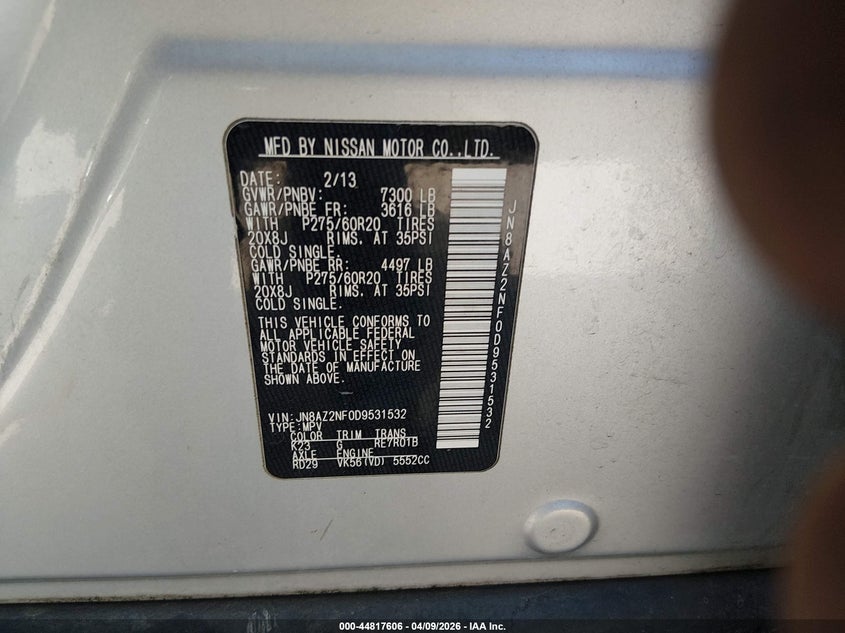 MFD BY NISSAN MOTOR CO.,LTD.
DATE: 2/13
GVWR/PNBV: 7300 LB
GAWR/PNBE FR: 3616 LB
WITH P275/60R20 TIRES
20X8J RIMS. AT 35PSI
COLD SINGLE.
GAWR/PNBE RR: 4497 LB
WITH P275/60R20 TIRES
20X8J RIMS. AT 35PSI
COLD SINGLE.
THIS VEHICLE CONFORMS TO
ALL APPLICABLE FEDERAL
MOTOR VEHICLE SAFETY
STANDARDS IN EFFECT ON
THE DATE OF MANUFACTURE
SHOWN ABOVE.
VIN: JN8AZ2NF0D9531532
TYPE: MPV
COLOR TRIM TRANS
K23 G RE7R01B
AXLE ENGINE
RD29 VK56(VD) 5552CC
JN8AZ2NF0D9531532
000-44817606 | 04/09/2026 - IAA Inc.